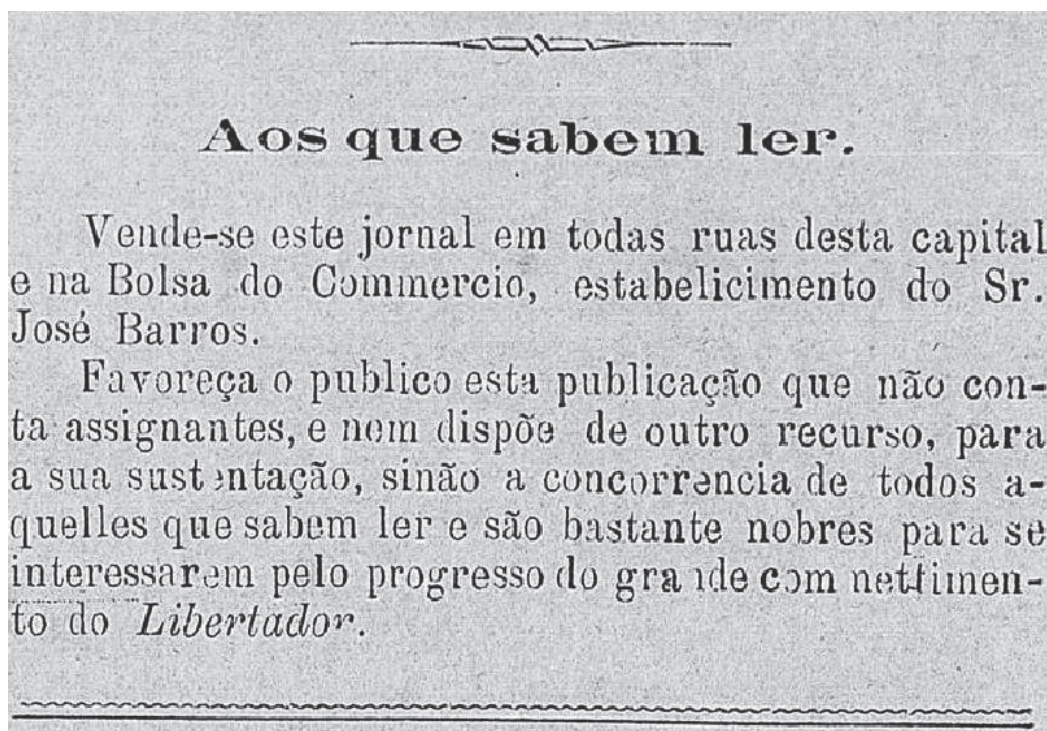 Aos que sabem ler.
Vende-se este jornal em todas ruas desta capital
e na Bolsa do Commercio, estabelicimento do Sr.
José Barros.
Favoreça o publico esta publicação que não con-
ta assignantes, e nem dispõe de outro recurso, para
a sua sustentação, sinão a concorrencia de todos a-
quelles que sabem ler e são bastante nobres para se
interessarem pelo progresso do grande commettimen-
to do Libertador.